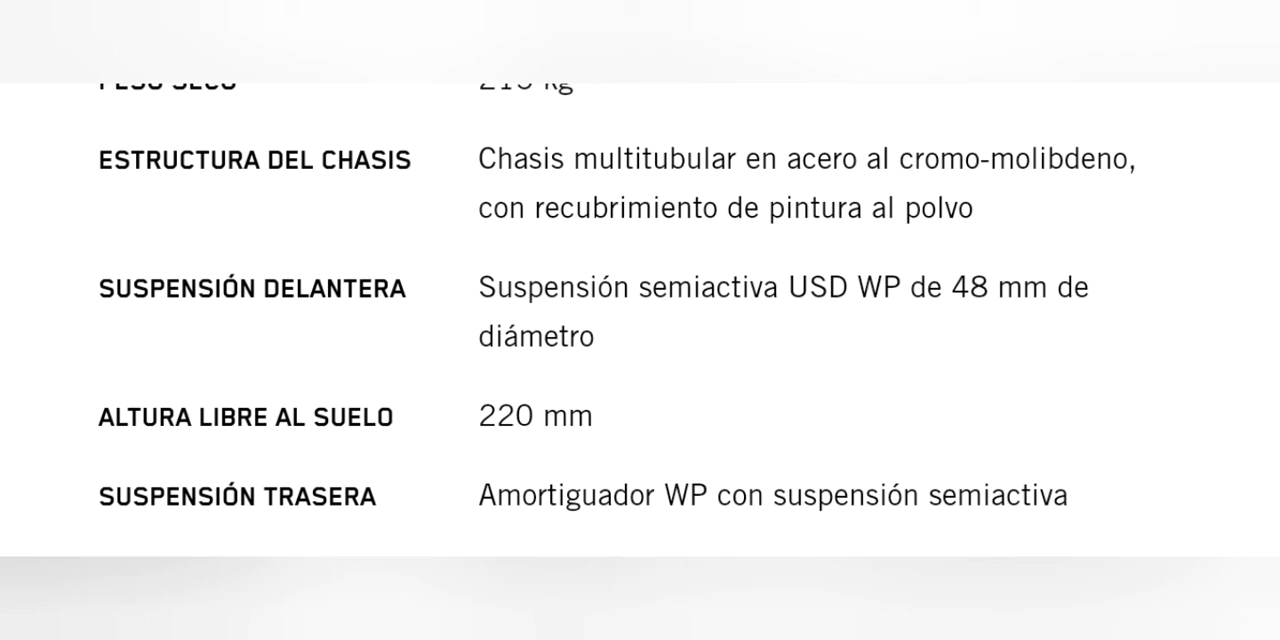 ESTRUCTURA DEL CHASIS Chasis multitubular en acero al cromo-molibdeno,
con recubrimiento de pintura al polvo
SUSPENSIÓN DELANTERA Suspensión semiactiva USD WP de 48 mm de
diámetro
ALTURA LIBRE AL SUELO 220 mm
SUSPENSIÓN TRASERA Amortiguador WP con suspensión semiactiva